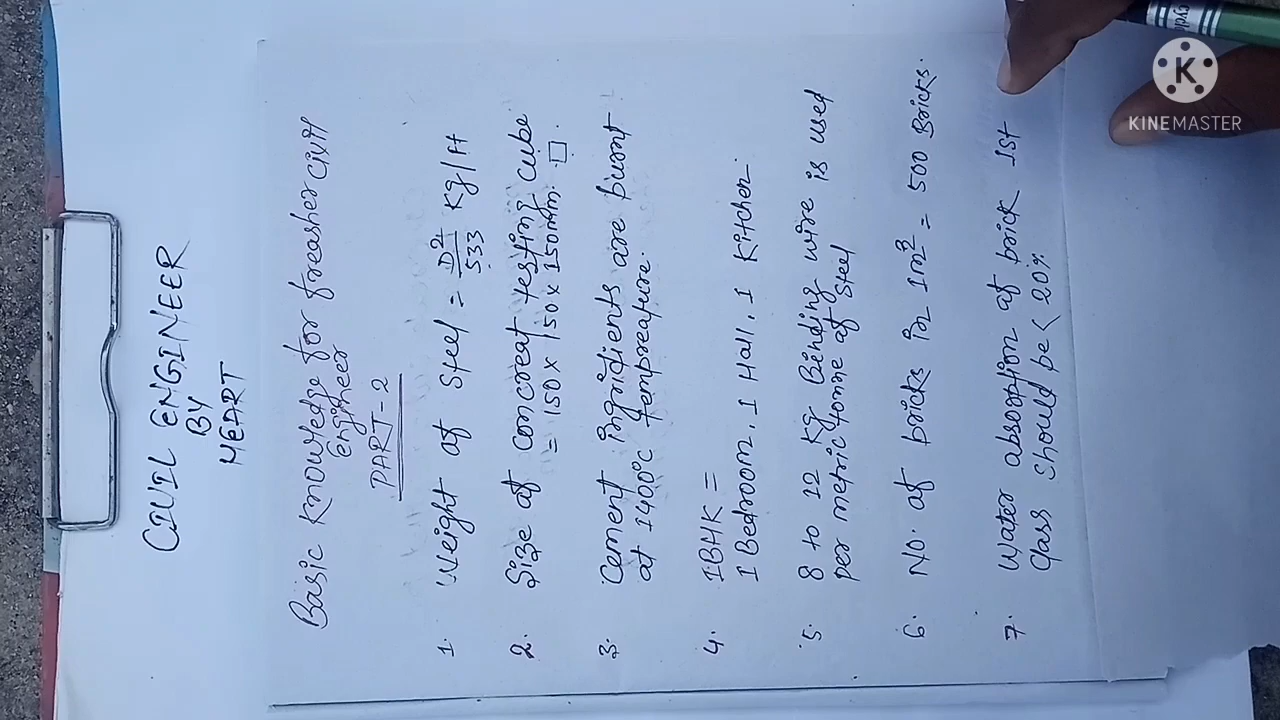 CIVIL ENGINEER
BY
HEART
Basic knowledge for freasher civil
engineer
PART-2
1. Weight of Steel = D²/533 kg/ft
2. Size of concreat testing cube
= 150 x 150 x 150mm. □.
3. Cement ingridients are burnt
at 1400°c tempreature.
4. 1BHK =
1 Bedroom, 1 Hall, 1 Kitchen.
5. 8 to 12 kg Binding wire is used
per metric tonne of Steel
6. No. of bricks in 1m³ = 500 Bricks.
7. Water absorption of brick 1st
class should be < 20%
K
KINEMASTER